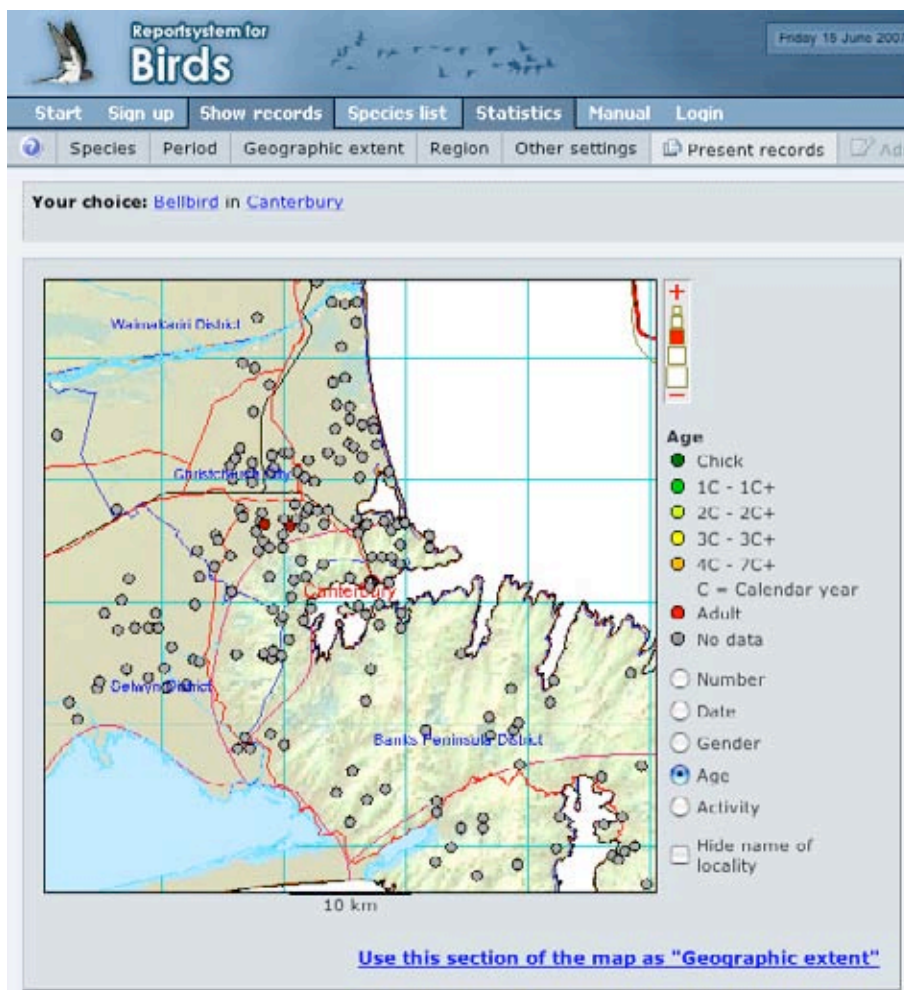 Reportsystem for
Birds
Friday 15 June 200
Start Sign up Show records Species list Statistics Manual Login
Species Period Geographic extent Region Other settings Present records Ad
Your choice: Bellbird in Canterbury
Waimakariri District
Christchurch City
Canterbury
Selwyn District
Banks Peninsula District
10 km
+
−
Age
Chick
1C - 1C+
2C - 2C+
3C - 3C+
4C - 7C+
C = Calendar year
Adult
No data
Number
Date
Gender
Age
Activity
Hide name of
locality
Use this section of the map as "Geographic extent"